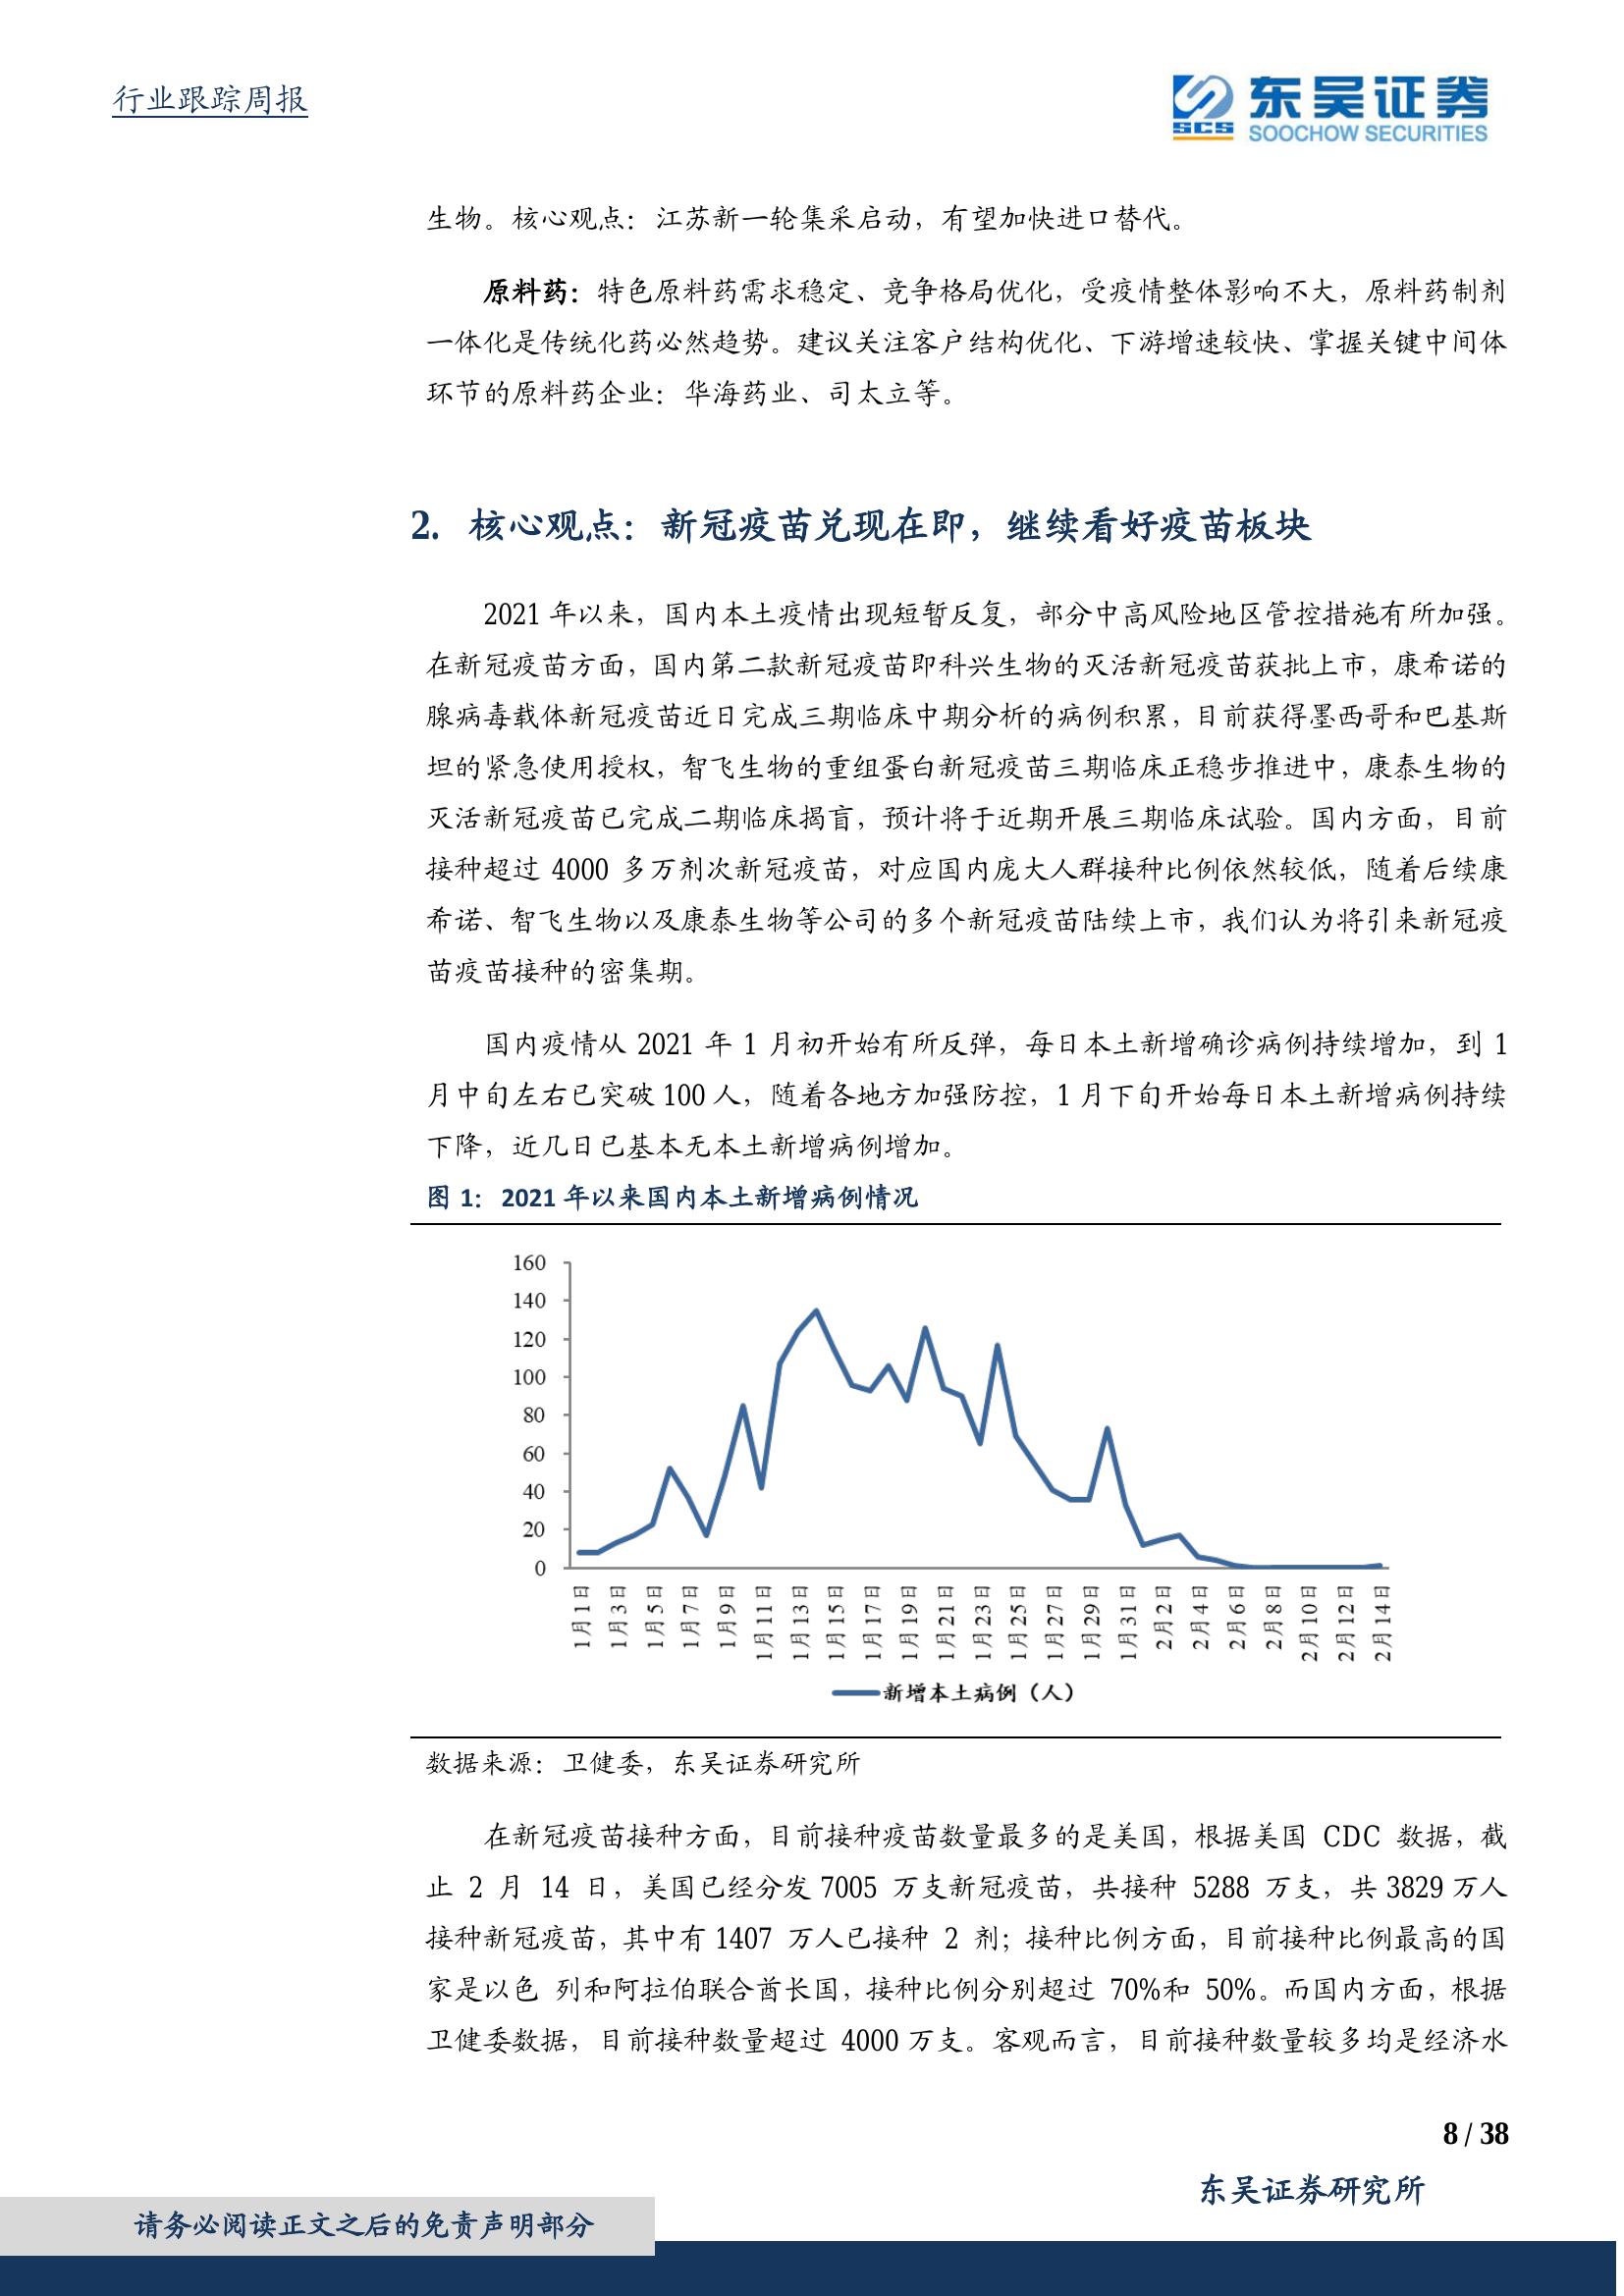 行业跟踪周报
SCS
东吴证券
SOOCHOW SECURITIES
生物。核心观点：江苏新一轮集采启动，有望加快进口替代。
原料药：特色原料药需求稳定、竞争格局优化，受疫情整体影响不大，原料药制剂
一体化是传统化药必然趋势。建议关注客户结构优化、下游增速较快、掌握关键中间体
环节的原料药企业：华海药业、司太立等。
2. 核心观点：新冠疫苗兑现在即，继续看好疫苗板块
2021 年以来，国内本土疫情出现短暂反复，部分中高风险地区管控措施有所加强。
在新冠疫苗方面，国内第二款新冠疫苗即科兴生物的灭活新冠疫苗获批上市，康希诺的
腺病毒载体新冠疫苗近日完成三期临床中期分析的病例积累，目前获得墨西哥和巴基斯
坦的紧急使用授权，智飞生物的重组蛋白新冠疫苗三期临床正稳步推进中，康泰生物的
灭活新冠疫苗已完成二期临床揭盲，预计将于近期开展三期临床试验。国内方面，目前
接种超过 4000 多万剂次新冠疫苗，对应国内庞大人群接种比例依然较低，随着后续康
希诺、智飞生物以及康泰生物等公司的多个新冠疫苗陆续上市，我们认为将引来新冠疫
苗疫苗接种的密集期。
国内疫情从 2021 年 1 月初开始有所反弹，每日本土新增确诊病例持续增加，到 1
月中旬左右已突破 100 人，随着各地方加强防控，1 月下旬开始每日本土新增病例持续
下降，近几日已基本无本土新增病例增加。
图 1：2021 年以来国内本土新增病例情况
160
140
120
100
80
60
40
20
0
1月1日
1月3日
1月5日
1月7日
1月9日
1月11日
1月13日
1月15日
1月17日
1月19日
1月21日
1月23日
1月25日
1月27日
1月29日
1月31日
2月2日
2月4日
2月6日
2月8日
2月10日
2月12日
2月14日
新增本土病例（人）
数据来源：卫健委，东吴证券研究所
在新冠疫苗接种方面，目前接种疫苗数量最多的是美国，根据美国 CDC 数据，截
止 2 月 14 日，美国已经分发 7005 万支新冠疫苗，共接种 5288 万支，共 3829 万人
接种新冠疫苗，其中有 1407 万人已接种 2 剂；接种比例方面，目前接种比例最高的国
家是以色 列和阿拉伯联合酋长国，接种比例分别超过 70%和 50%。而国内方面，根据
卫健委数据，目前接种数量超过 4000 万支。客观而言，目前接种数量较多均是经济水
8 / 38
东吴证券研究所
请务必阅读正文之后的免责声明部分